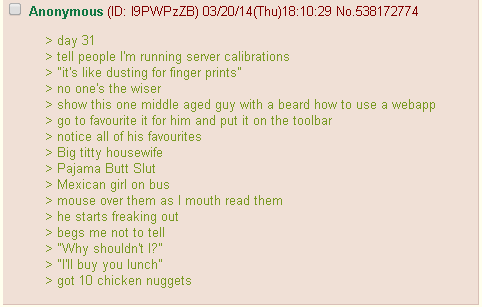 Anonymous (ID: I9PWPzZB) 03/20/14(Thu)18:10:29 No.538172774
> day 31
> tell people I'm running server calibrations
> "it's like dusting for finger prints"
> no one's the wiser
> show this one middle aged guy with a beard how to use a webapp
> go to favourite it for him and put it on the toolbar
> notice all of his favourites
> Big titty housewife
> Pajama Butt Slut
> Mexican girl on bus
> mouse over them as I mouth read them
> he starts freaking out
> begs me not to tell
> "Why shouldn't I?"
> "I'll buy you lunch"
> got 10 chicken nuggets